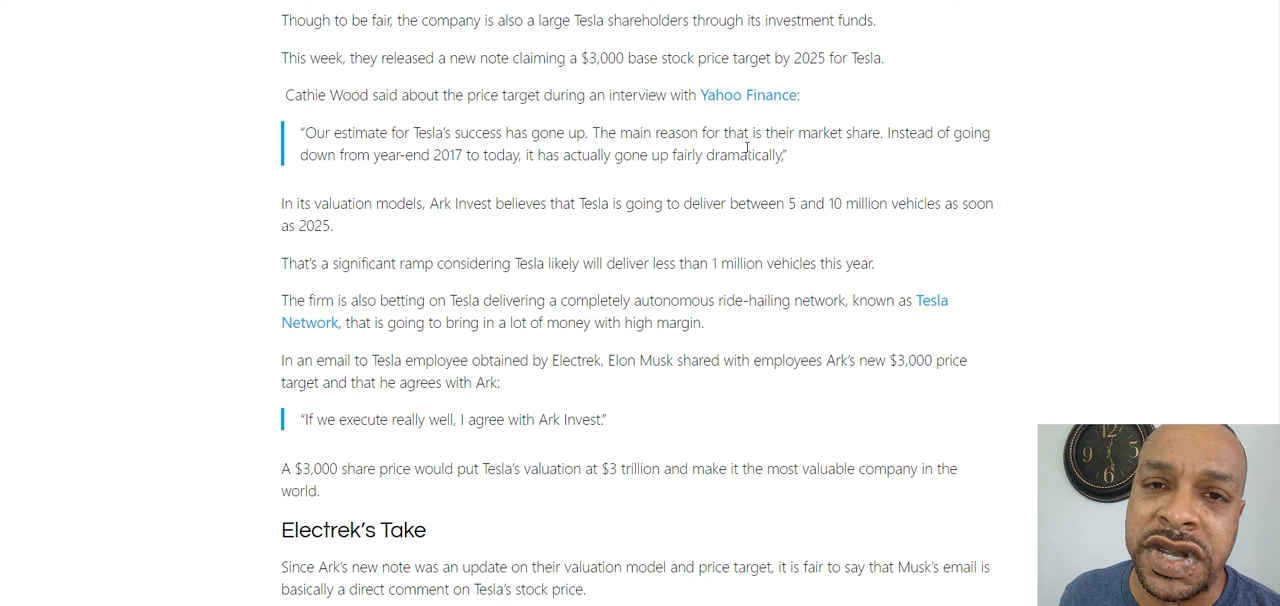 Though to be fair, the company is also a large Tesla shareholders through its investment funds.
This week, they released a new note claiming a $3,000 base stock price target by 2025 for Tesla.
Cathie Wood said about the price target during an interview with Yahoo Finance:
“Our estimate for Tesla’s success has gone up. The main reason for that is their market share. Instead of going
down from year-end 2017 to today, it has actually gone up fairly dramatically,”
In its valuation models, Ark Invest believes that Tesla is going to deliver between 5 and 10 million vehicles as soon
as 2025.
That’s a significant ramp considering Tesla likely will deliver less than 1 million vehicles this year.
The firm is also betting on Tesla delivering a completely autonomous ride-hailing network, known as Tesla
Network, that is going to bring in a lot of money with high margin.
In an email to Tesla employee obtained by Electrek, Elon Musk shared with employees Ark’s new $3,000 price
target and that he agrees with Ark:
“If we execute really well, I agree with Ark Invest.”
A $3,000 share price would put Tesla’s valuation at $3 trillion and make it the most valuable company in the
world.
Electrek’s Take
Since Ark’s new note was an update on their valuation model and price target, it is fair to say that Musk’s email is
basically a direct comment on Tesla’s stock price.
12
9
3
6